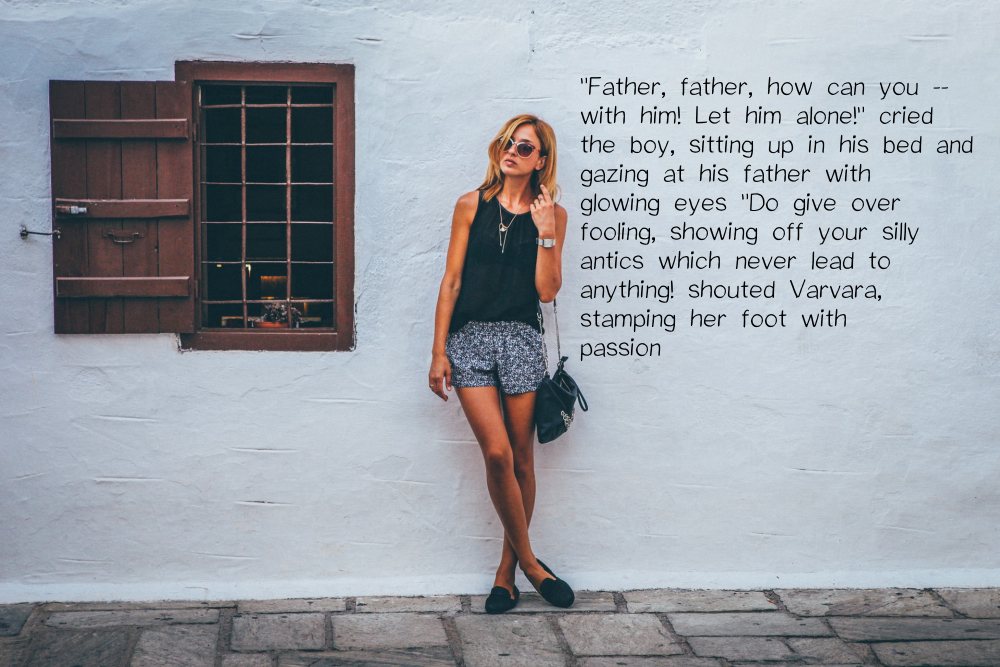 "Father, father, how can you --
with him! Let him alone!" cried
the boy, sitting up in his bed and
gazing at his father with
glowing eyes "Do give over
fooling, showing off your silly
antics which never lead to
anything! shouted Varvara,
stamping her foot with
passion